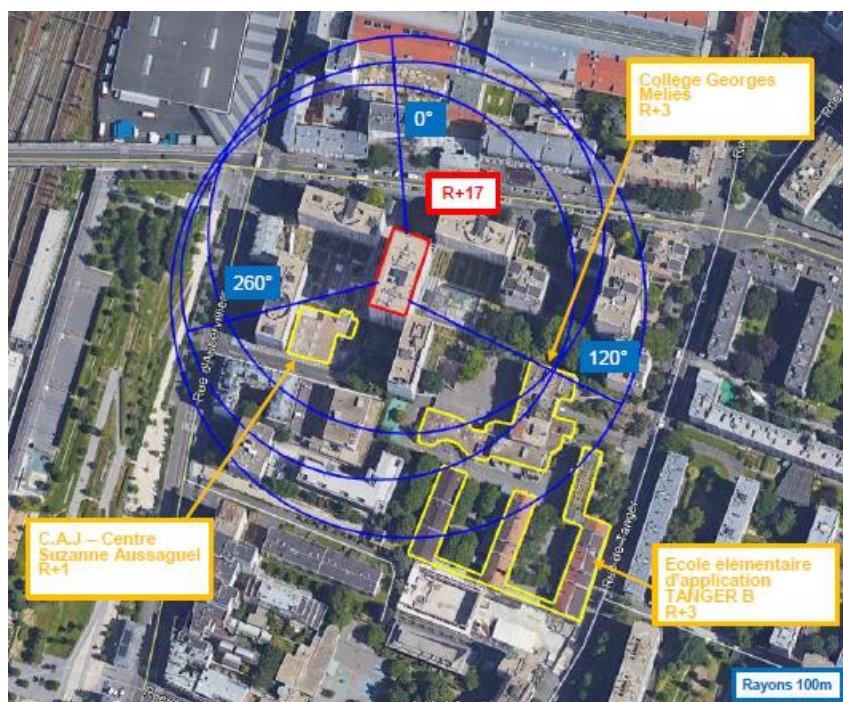 Collège Georges
Méliès
R+3
0°
R+17
260°
120°
Rue d'Aubervilliers
C.A.J – Centre
Suzanne Aussaguel
R+1
Rue de Tanger
Ecole élémentaire
d'application
TANGER B
R+3
Rayons 100m